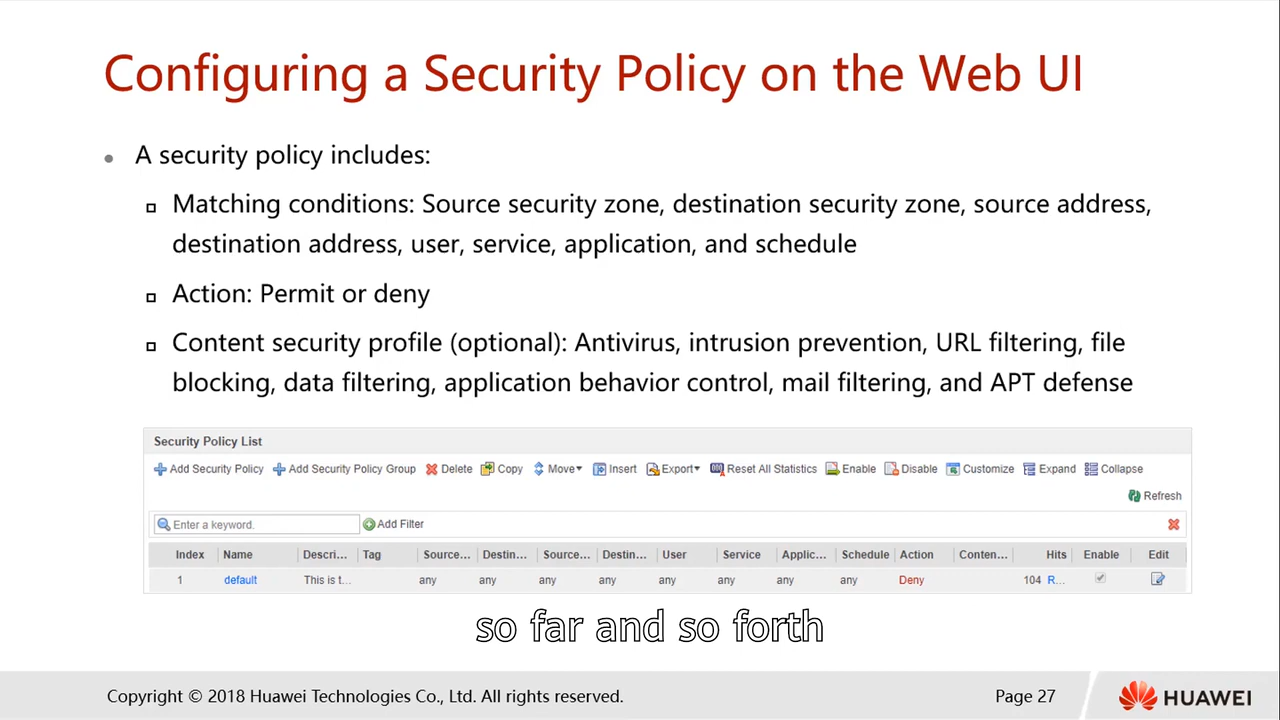 Configuring a Security Policy on the Web UI
A security policy includes:
Matching conditions: Source security zone, destination security zone, source address,
destination address, user, service, application, and schedule
Action: Permit or deny
Content security profile (optional): Antivirus, intrusion prevention, URL filtering, file
blocking, data filtering, application behavior control, mail filtering, and APT defense
Security Policy List
Add Security Policy Add Security Policy Group Delete Copy Move Insert Export Reset All Statistics Enable Disable Customize Expand Collapse
Refresh
Enter a keyword. Add Filter
Index Name Descri... Tag Source... Destin... Source... Destin... User Service Applic... Schedule Action Conten... Hits Enable Edit
1 default This is t... any any any any any any any any Deny 104 R...
so far and so forth
Copyright © 2018 Huawei Technologies Co., Ltd. All rights reserved. Page 27 HUAWEI